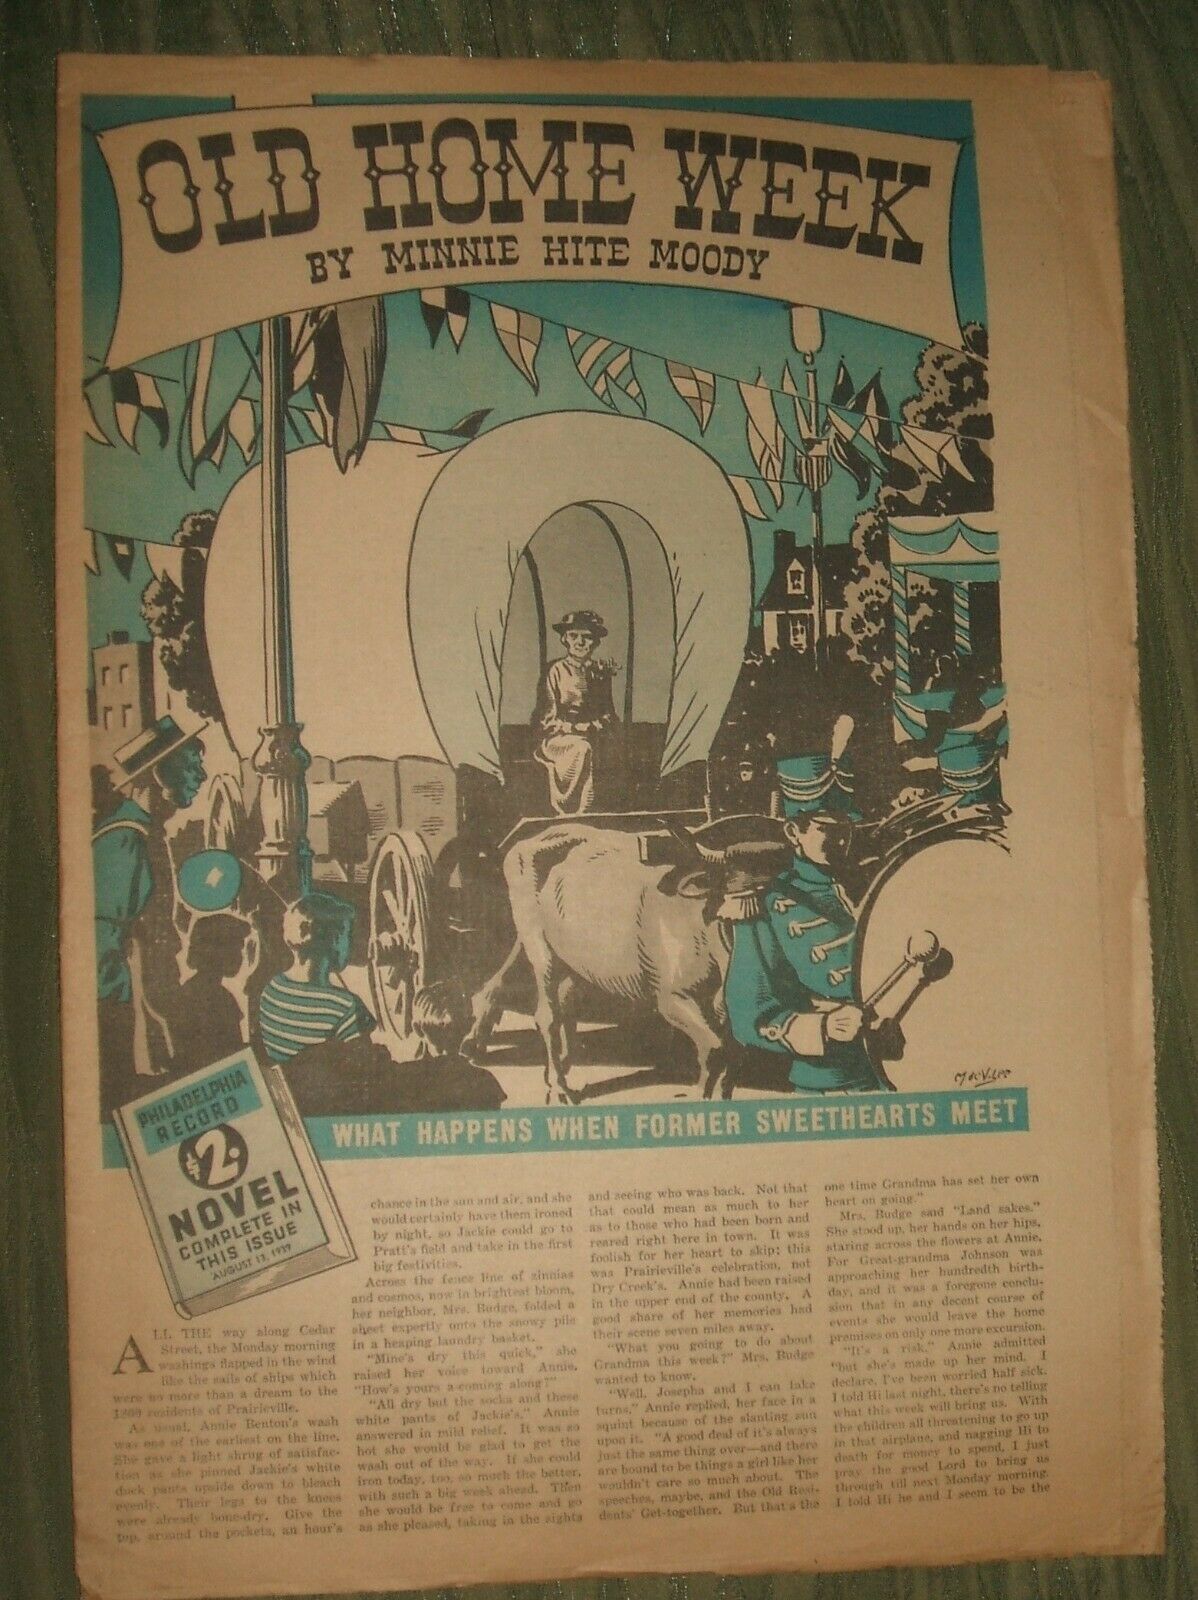 OLD HOME WEEK
BY MINNIE HITE MOODY
MacV.Lee
WHAT HAPPENS WHEN FORMER SWEETHEARTS MEET
PHILADELPHIA
RECORD
$2
NOVEL
COMPLETE IN
THIS ISSUE
AUGUST 13, 1939
ALL THE way along Cedar
Street, the Monday morning
washings flapped in the wind
like the sails of ships which
were no more than a dream to the
residents of Prairieville.
As usual, Annie Benton's wash
was one of the earliest on the line.
She gave a light shrug of satisfac-
tion as she pinned Jackie's white
duck pants upside down to bleach
evenly. Their legs to the knees
were already bone-dry. Give the
top, around the pockets, an hour's
chance in the sun and air, and she
would certainly have them ironed
by night, so Jackie could go to
Pratt's field and take in the first
big festivities.
Across the fence line of zinnias
and cosmos, now in brightest bloom,
her neighbor, Mrs. Budge, folded a
sheet expertly onto the snowy pile
in a heaping laundry basket.
"Mine's dry this quick," she
raised her voice toward Annie.
"How's yours a-coming along?"
"All dry but the socks and these
white pants of Jackie's," Annie
answered in mild relief. It was so
hot she would be glad to get the
wash out of the way. If she could
iron today, too, so much the better,
with such a big week ahead. Then
she would be free to come and go
as she pleased, taking in the sights
and seeing who was back. Not that
that could mean as much to her
as to those who had been born and
reared right here in town. It was
foolish for her heart to skip; this
was Prairieville's celebration, not
Dry Creek's. Annie had been raised
in the upper end of the county. A
good share of her memories had
their scene seven miles away.
"What you going to do about
Grandma this week?" Mrs. Budge
wanted to know.
"Well, Josepha and I can take
turns," Annie replied, her face in a
squint because of the slanting sun
upon it. "A good deal of it's always
just the same thing over—and there
are bound to be things a girl like her
wouldn't care so much about. The
speeches, maybe, and the Old Resi-
dents' Get-together. But that's the
one time Grandma has set her own
heart on going."
Mrs. Budge said "Land sakes."
She stood up, her hands on her hips,
staring across the flowers at Annie.
For Great-grandma Johnson was
approaching her hundredth birth-
day, and it was a foregone conclu-
sion that in any decent course of
events she would leave the home
premises on only one more excursion.
"It's a risk," Annie admitted
"but she's made up her mind. I
declare, I've been worried half sick.
I told Hi last night, there's no telling
what this week will bring us. With
the children all threatening to go up
in that airplane, and nagging Hi to
death for money to spend, I just
pray the good Lord to bring us
through till next Monday morning.
I told Hi he and I seem to be the